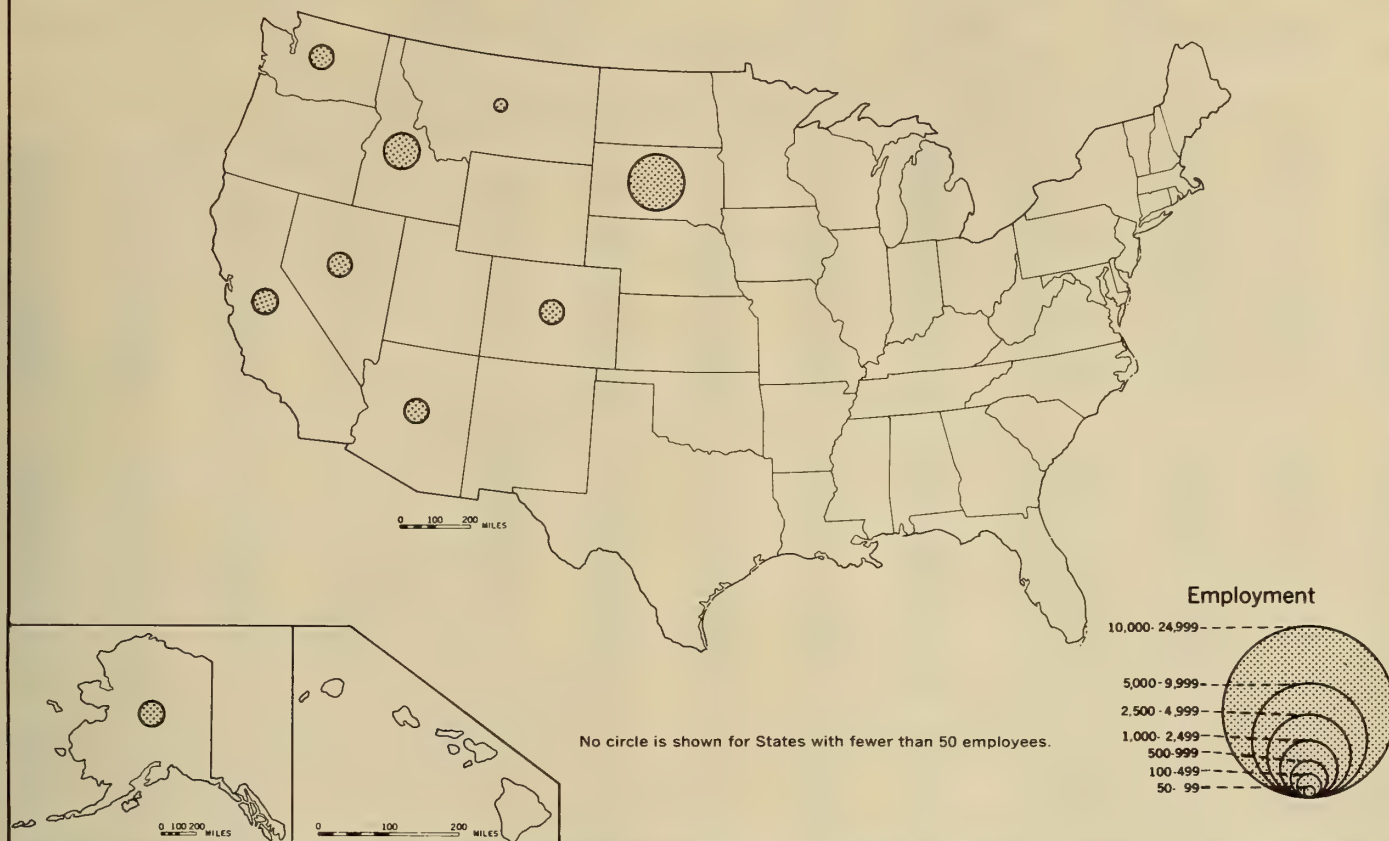 0 100 200 MILES
Employment
10,000- 24,999
5,000-9,999
2,500-4,999
1,000-2,499
500-999
100-499
50- 99
No circle is shown for States with fewer than 50 employees.
0 100 200 MILES
0 100 200 MILES